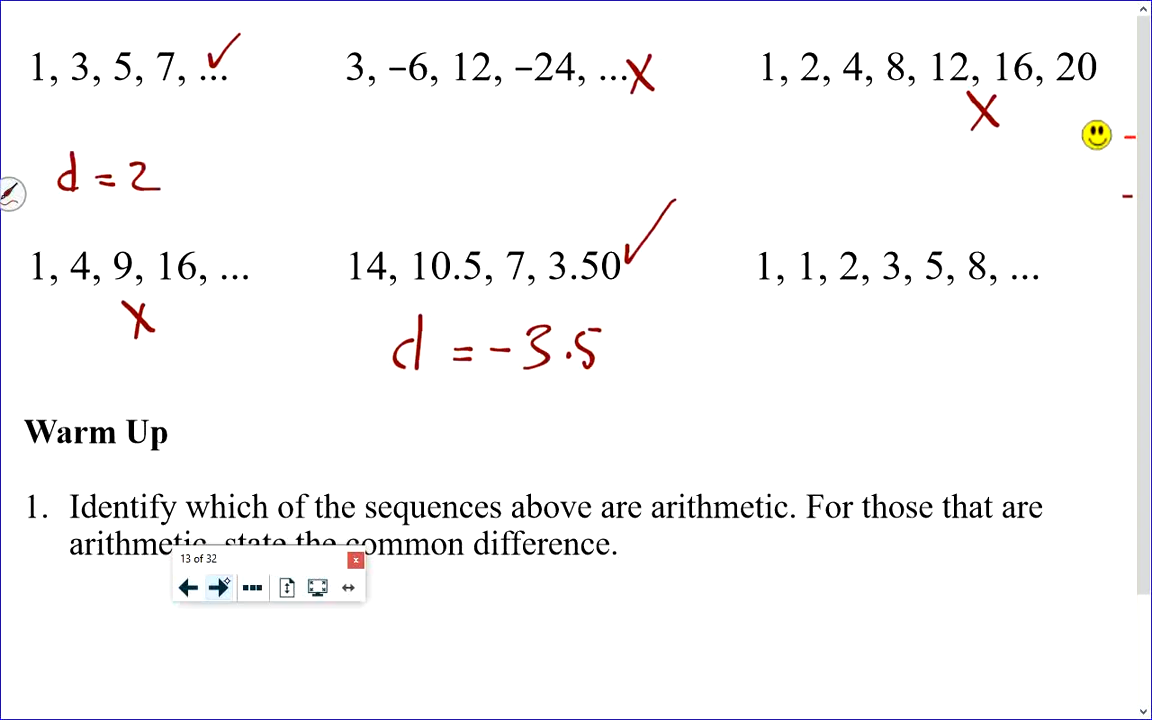 1, 3, 5, 7, ... ✓ 3, −6, 12, −24, ... X 1, 2, 4, 8, 12, 16, 20
X
d = 2
1, 4, 9, 16, ... 14, 10.5, 7, 3.50 ✓ 1, 1, 2, 3, 5, 8, ...
X d = -3.5
Warm Up
1. Identify which of the sequences above are arithmetic. For those that are
arithmetic, state the common difference.
13 of 32